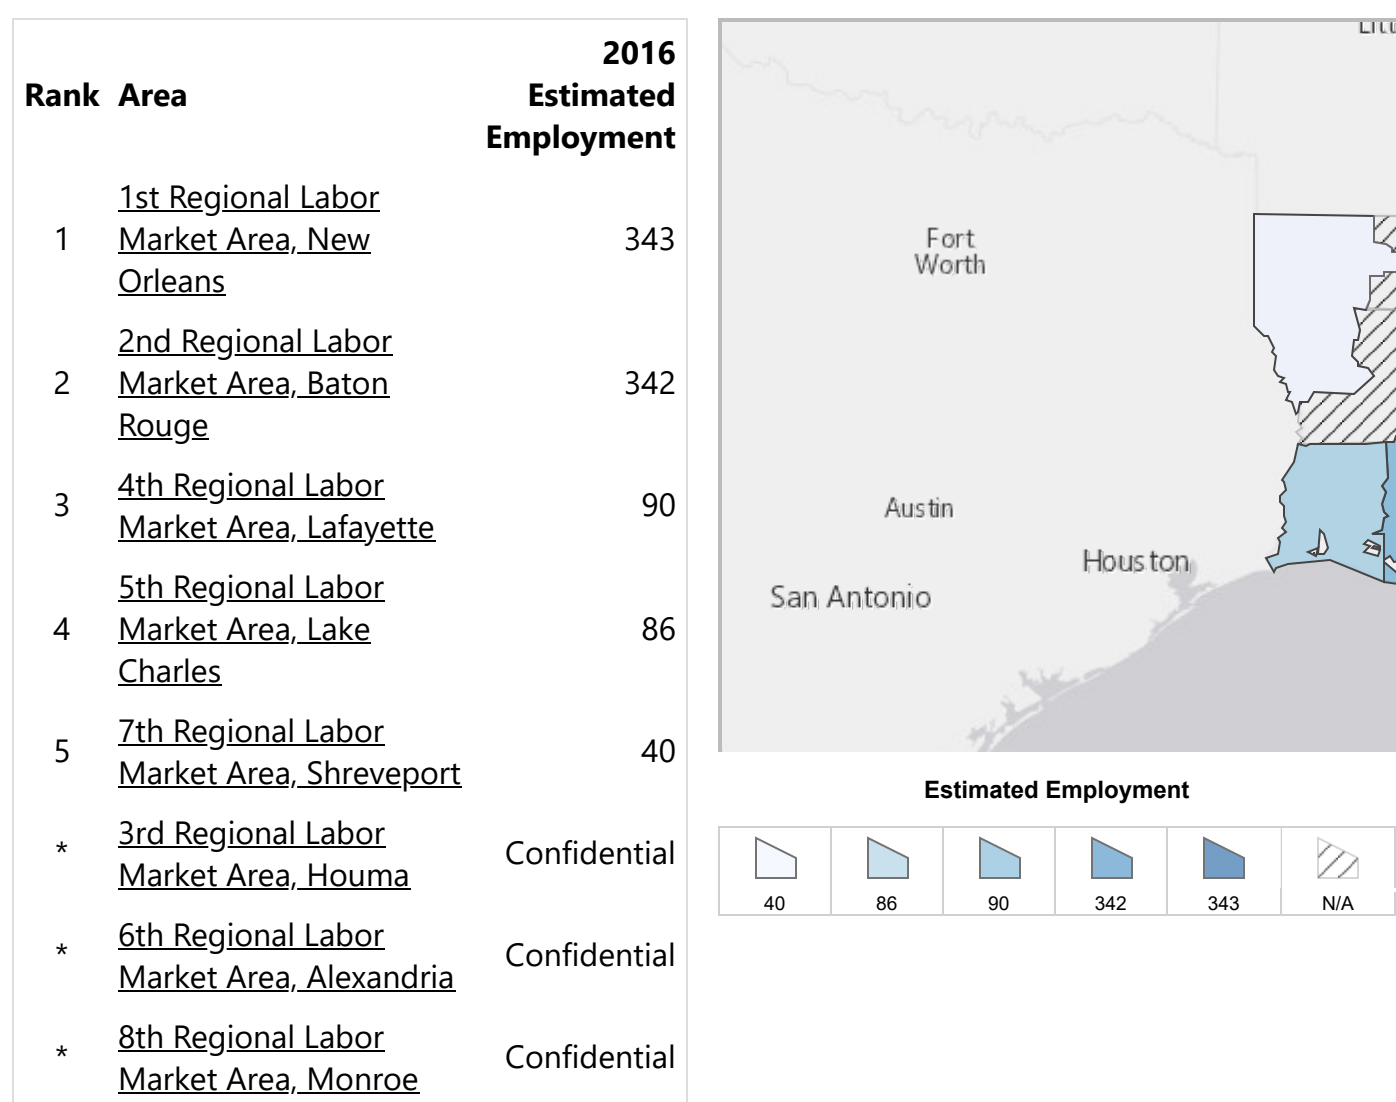 2016
Rank Area Estimated
Employment
1st Regional Labor
1 Market Area, New 343
Orleans
2nd Regional Labor
2 Market Area, Baton 342
Rouge
4th Regional Labor
3 90
Market Area, Lafayette
5th Regional Labor
4 Market Area, Lake 86
Charles
7th Regional Labor
5 40
Market Area, Shreveport
3rd Regional Labor
* Confidential
Market Area, Houma
6th Regional Labor
* Confidential
Market Area, Alexandria
8th Regional Labor
* Confidential
Market Area, Monroe
Fort
Worth
Austin
Houston
San Antonio
Estimated Employment
40 86 90 342 343 N/A